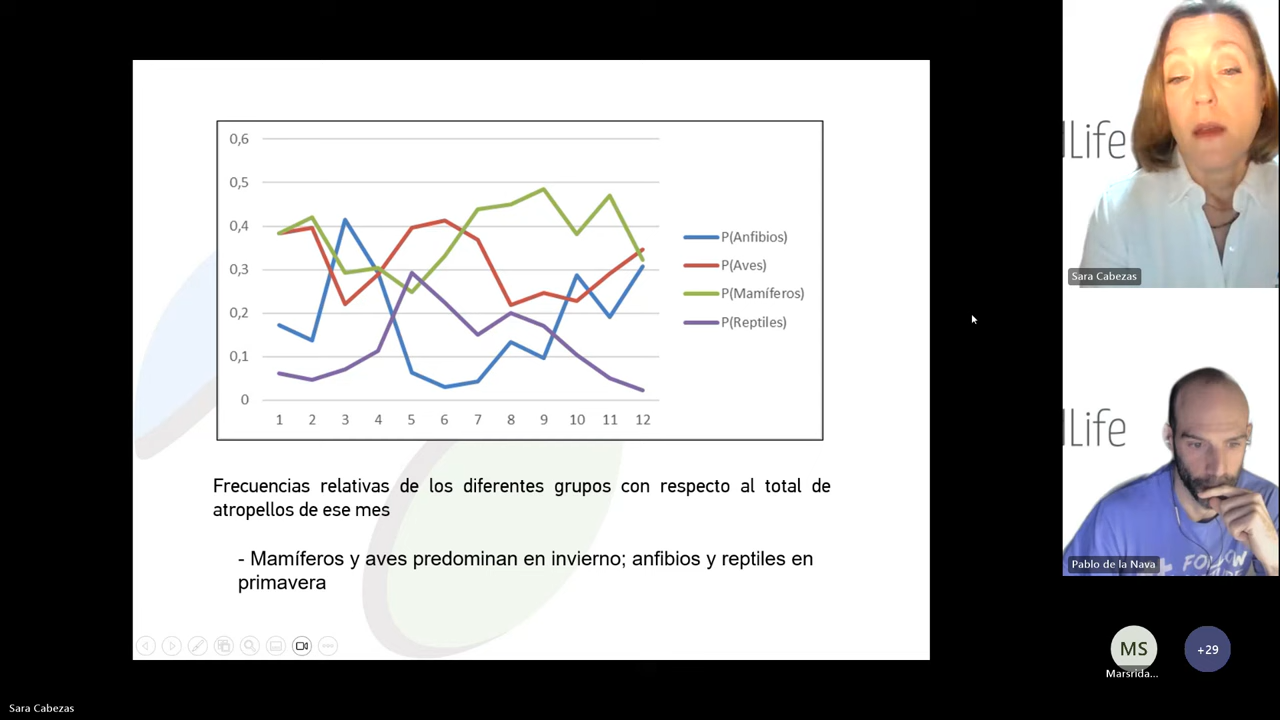 0,6
0,5
0,4
0,3
0,2
0,1
0
1 2 3 4 5 6 7 8 9 10 11 12
P(Anfibios)
P(Aves)
P(Mamíferos)
P(Reptiles)
Frecuencias relativas de los diferentes grupos con respecto al total de
atropellos de ese mes
- Mamíferos y aves predominan en invierno; anfibios y reptiles en
primavera
Sara Cabezas
dLife
Sara Cabezas
dLife
Pablo de la Nava
MS
+29
Marsrida...